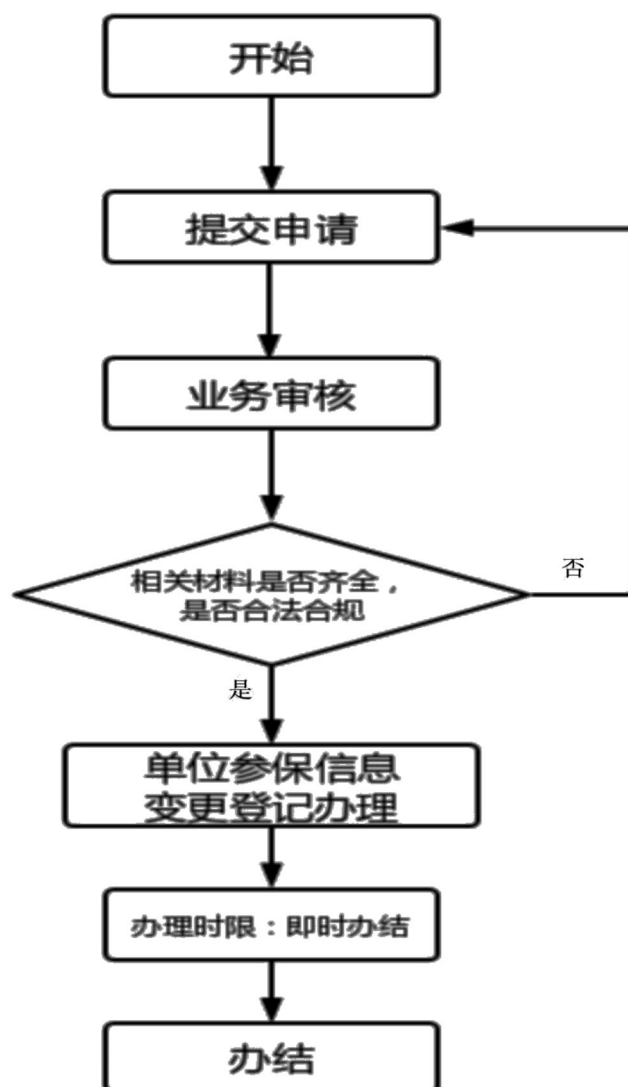 开始
提交申请
业务审核
相关材料是否齐全，
是否合法合规
否
是
单位参保信息
变更登记办理
办理时限：即时办结
办结